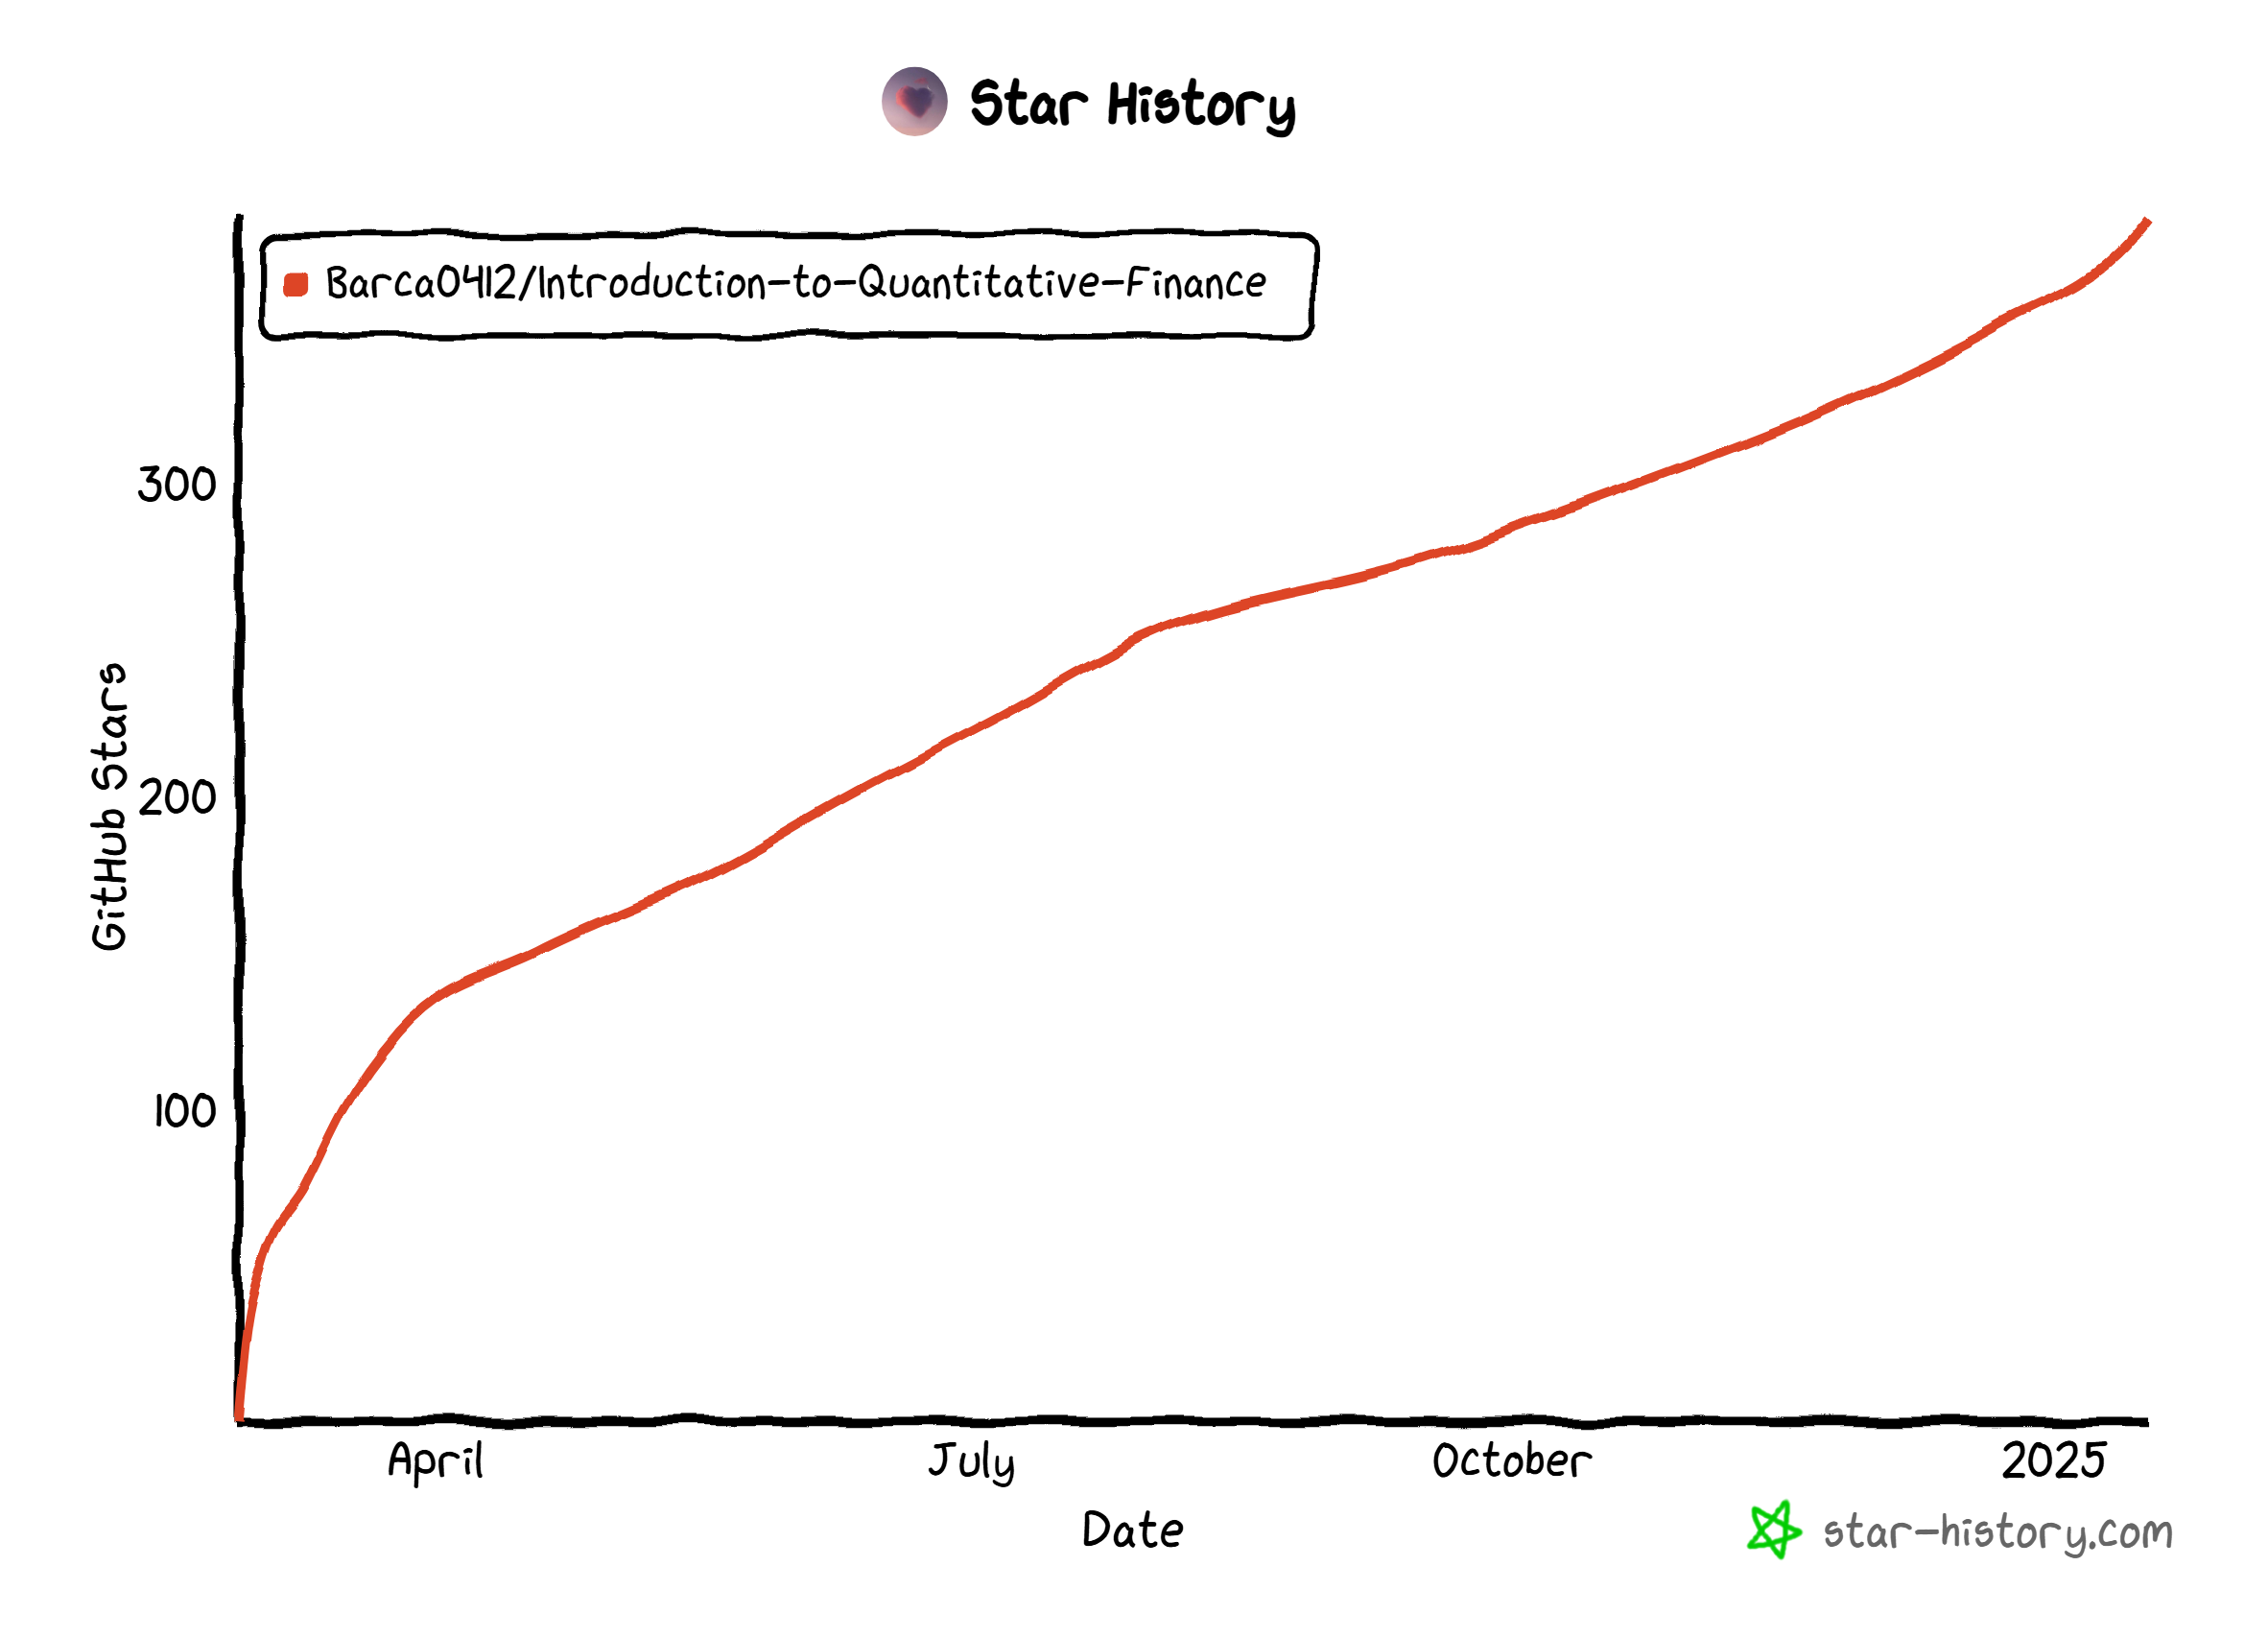 Star History
Barca0412/Introduction-to-Quantitative-Finance
300
200
100
GitHub Stars
April
July
October
2025
Date
star-history.com